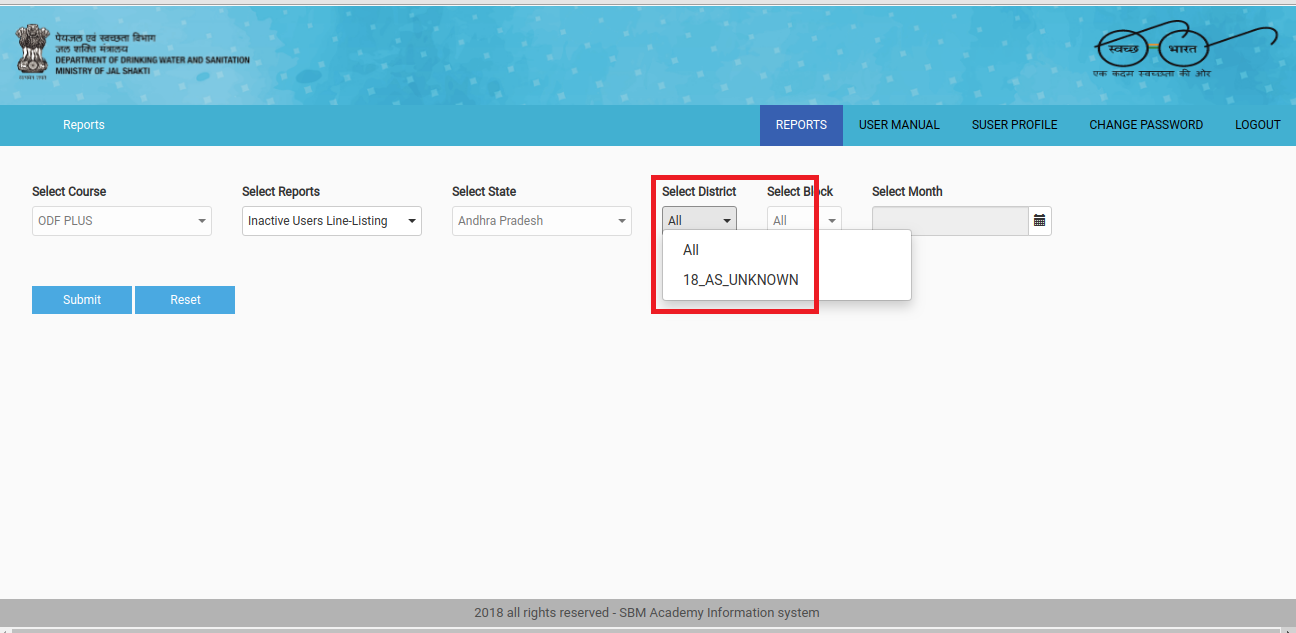 पेयजल एवं स्वच्छता विभाग
जल शक्ति मंत्रालय
DEPARTMENT OF DRINKING WATER AND SANITATION
MINISTRY OF JAL SHAKTI
स्वच्छ भारत
एक कदम स्वच्छता की ओर
Reports
REPORTS USER MANUAL SUSER PROFILE CHANGE PASSWORD LOGOUT
Select Course Select Reports Select State Select District Select Block Select Month
ODF PLUS Inactive Users Line-Listing Andhra Pradesh All All
All
18_AS_UNKNOWN
Submit Reset
2018 all rights reserved - SBM Academy Information system